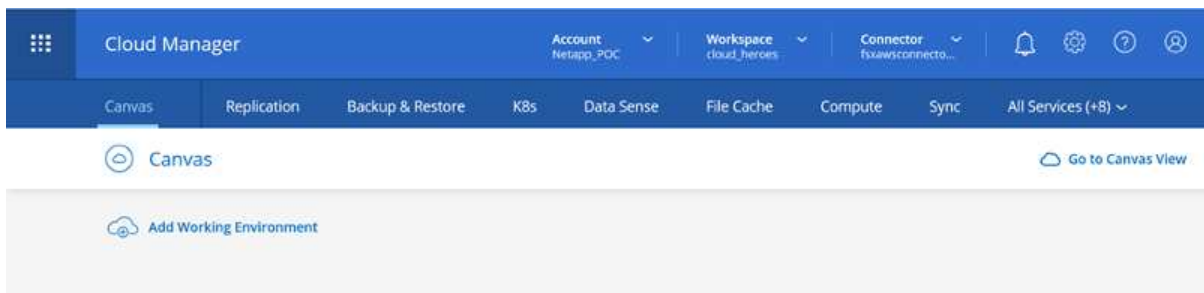 Cloud Manager
Account
Netapp_POC
Workspace
cloud_heroes
Connector
fsxawsconnecto...
Canvas Replication Backup & Restore K8s Data Sense File Cache Compute Sync All Services (+8)
Canvas
Go to Canvas View
Add Working Environment